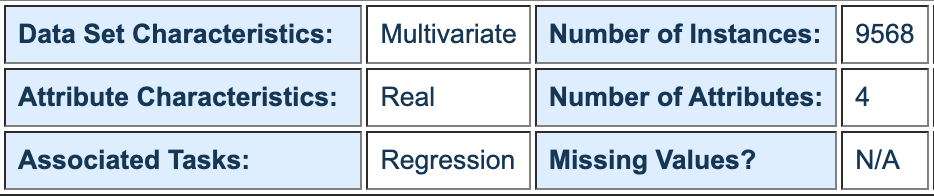 Data Set Characteristics: Multivariate Number of Instances: 9568
Attribute Characteristics: Real Number of Attributes: 4
Associated Tasks: Regression Missing Values? N/A